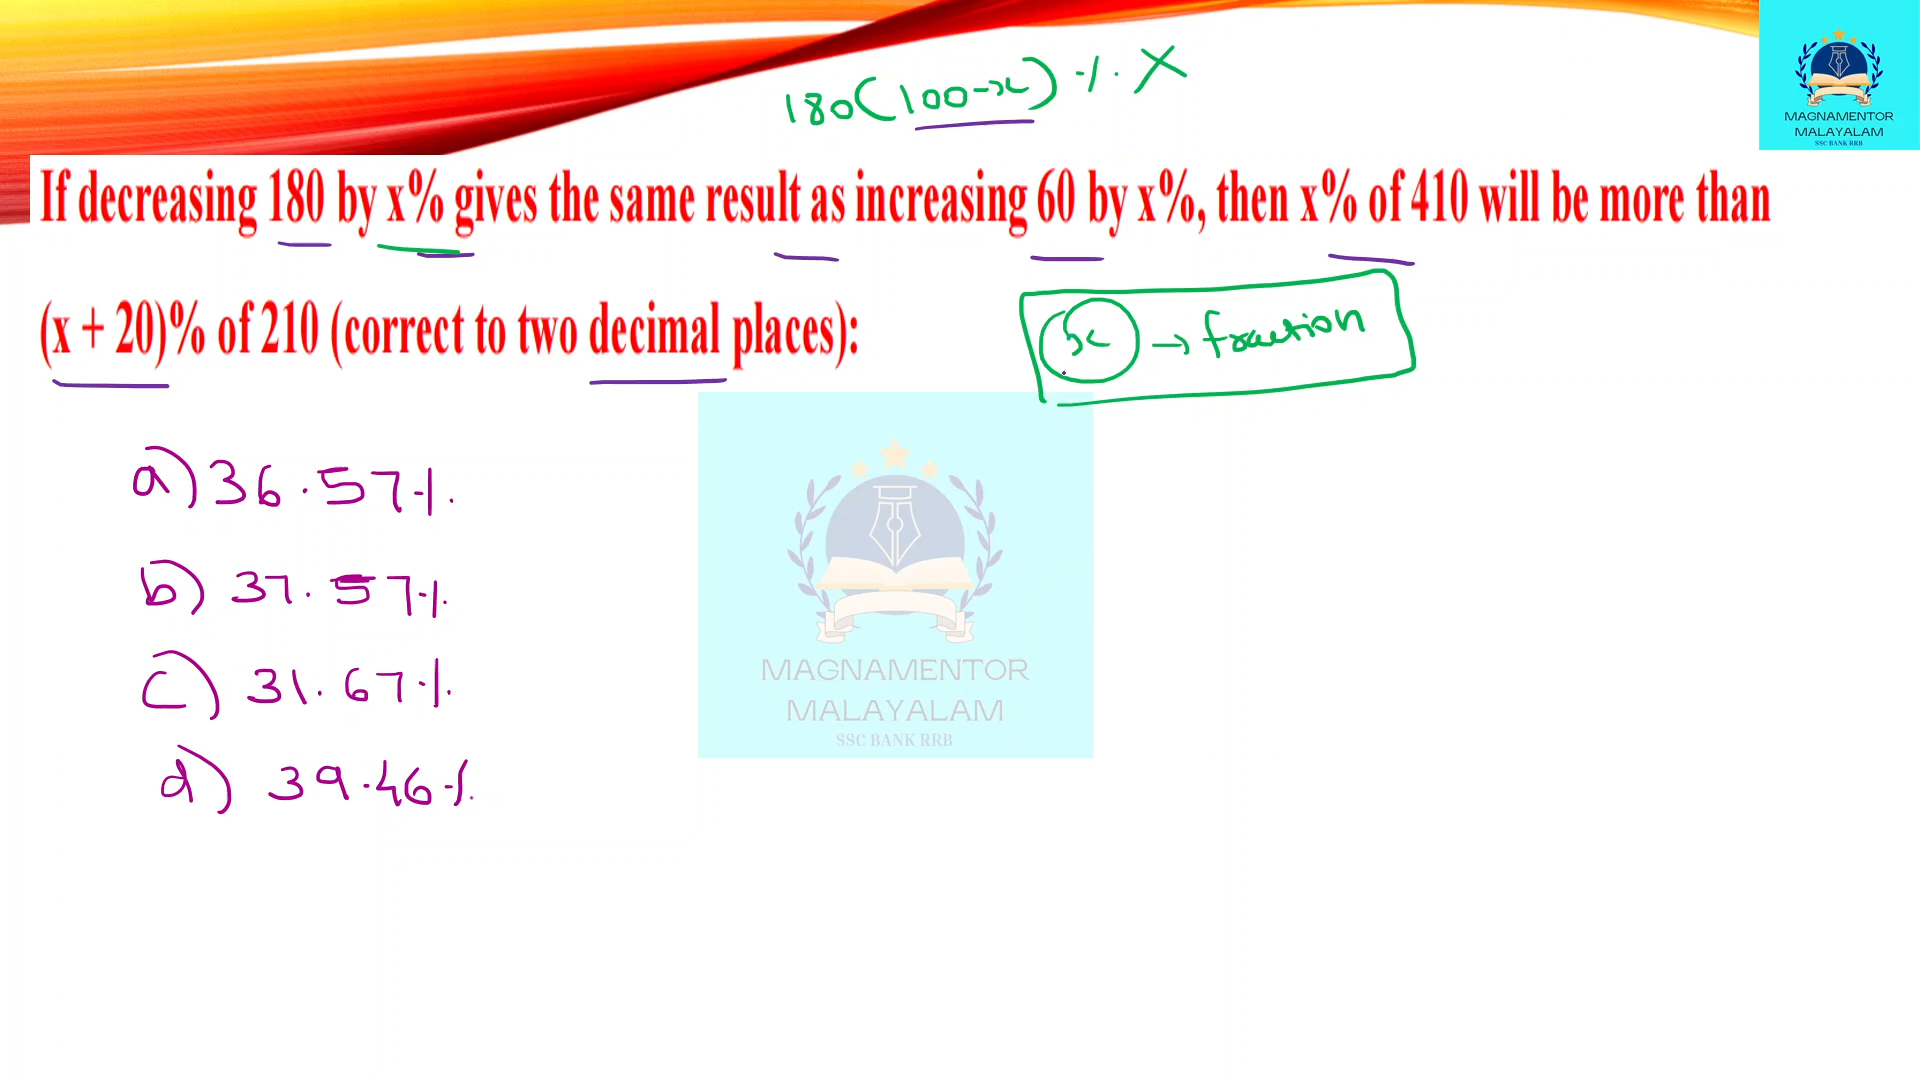 180(100-x)·/. X
MAGNAMENTOR
MALAYALAM
SSC BANK RRB
If decreasing 180 by x% gives the same result as increasing 60 by x%, then x% of 410 will be more than
(x + 20)% of 210 (correct to two decimal places):
x → fraction
a) 36.57·/.
b) 37.57·/.
c) 31.67·/.
d) 39.46·/.
MAGNAMENTOR
MALAYALAM
SSC BANK RRB